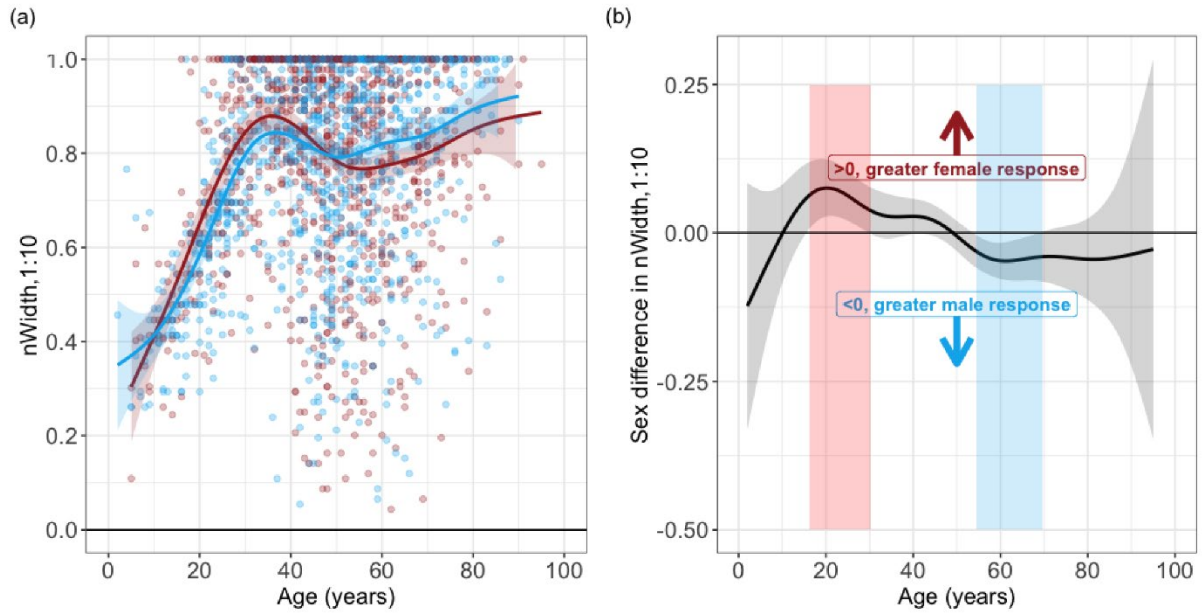 (a)
1.0
0.8
0.6
0.4
0.2
0.0
nWidth,1:10
0 20 40 60 80 100
Age (years)
(b)
0.25
0.00
-0.25
-0.50
Sex difference in nWidth,1:10
>0, greater female response
<0, greater male response
0 20 40 60 80 100
Age (years)